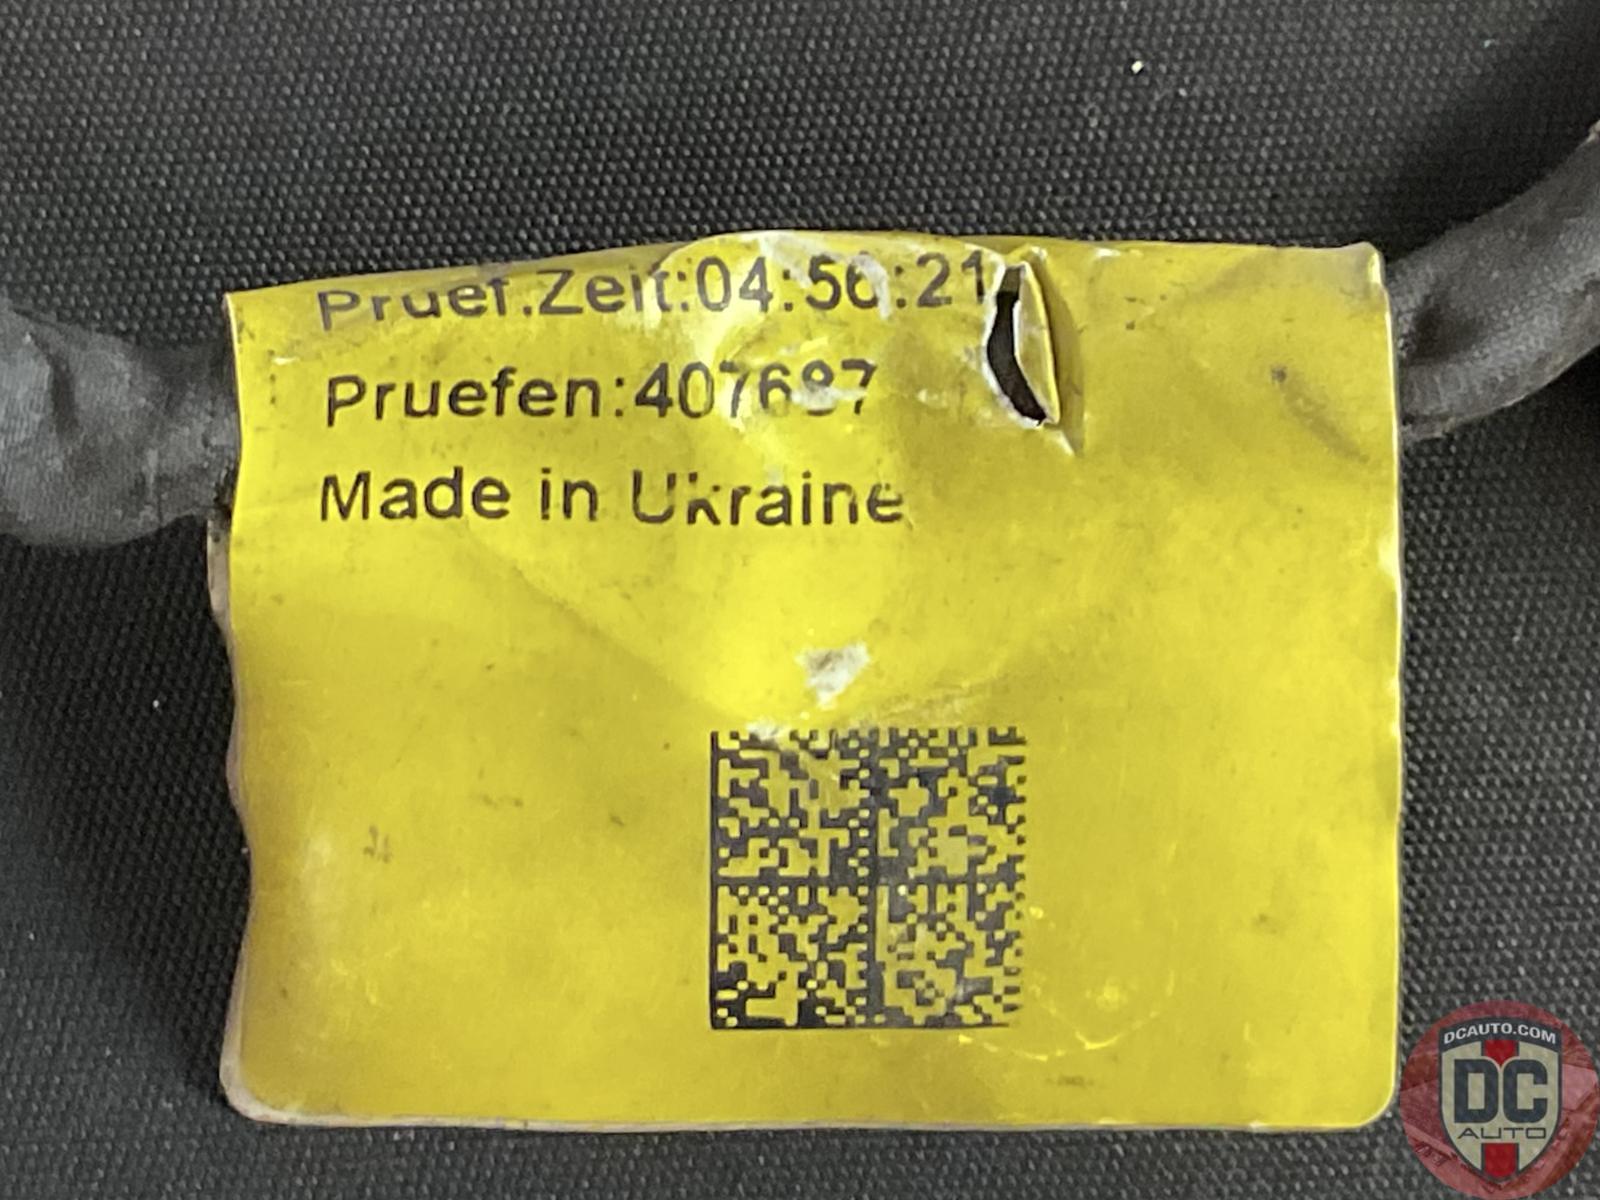 Pruef.Zeit:04:56:21
Pruefen:407687
Made in Ukraine
DCAUTO.COM
DC
AUTO